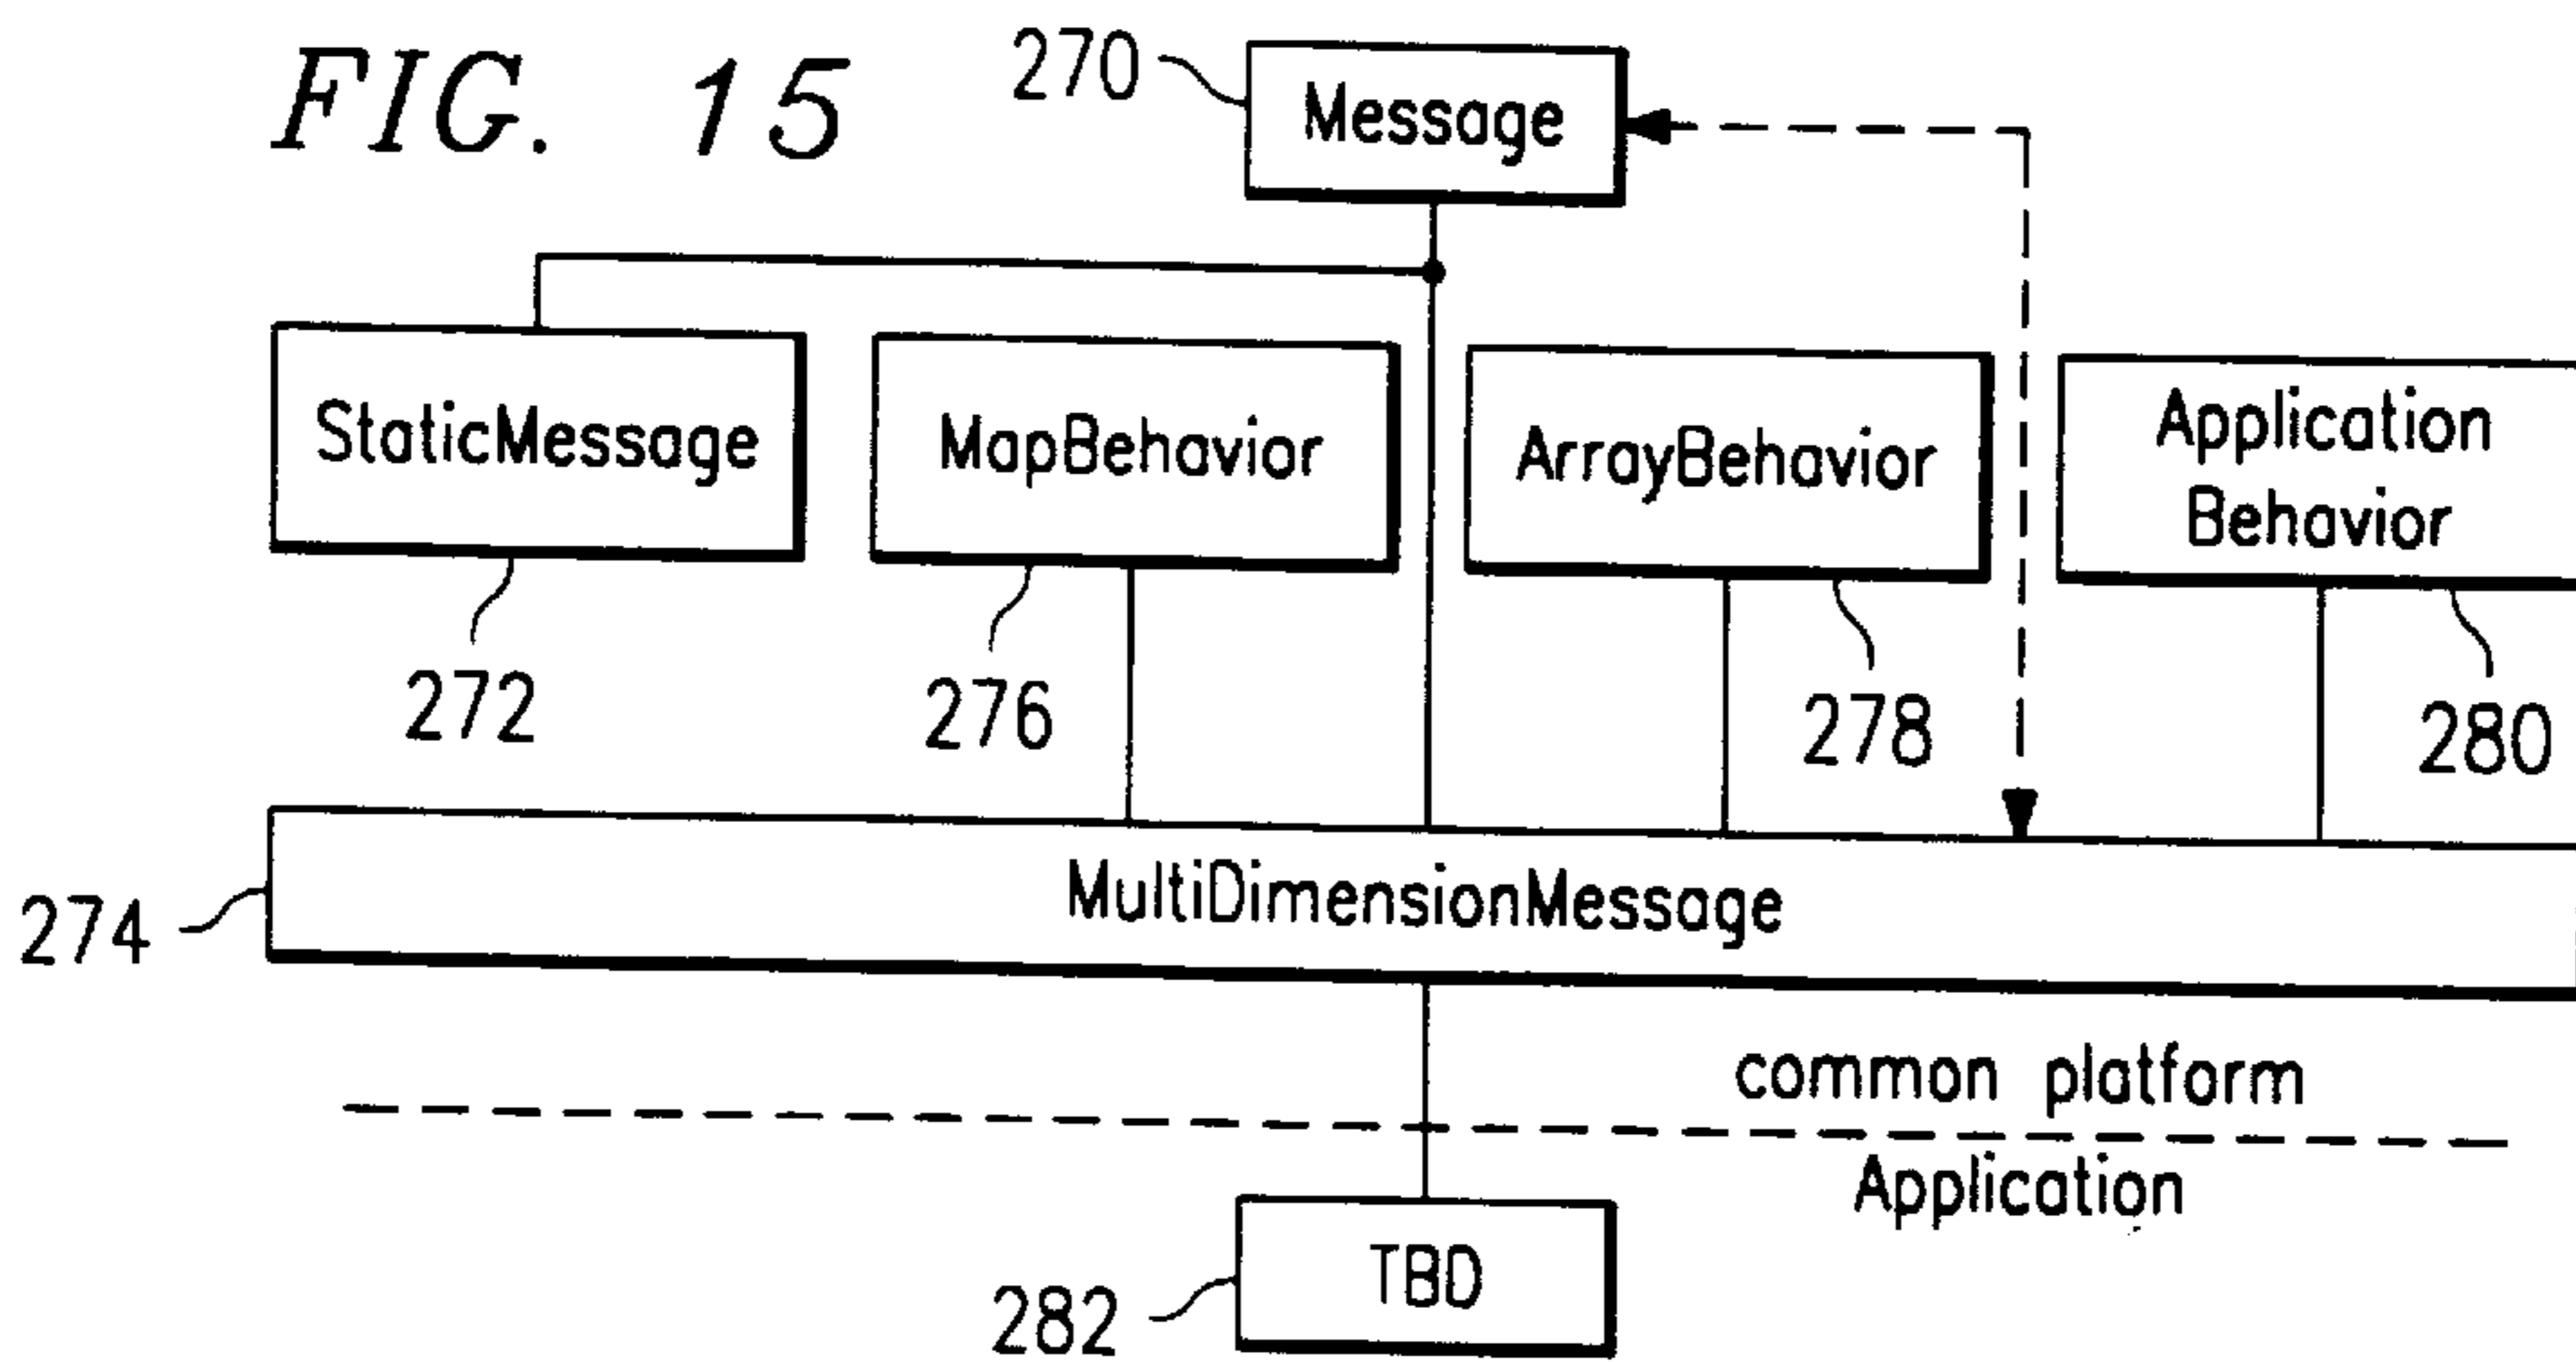 FIG. 15
270
Message
StaticMessage
MapBehavior
ArrayBehavior
Application
Behavior
272
276
278
280
274
MultiDimensionMessage
common platform
Application
TBD
282